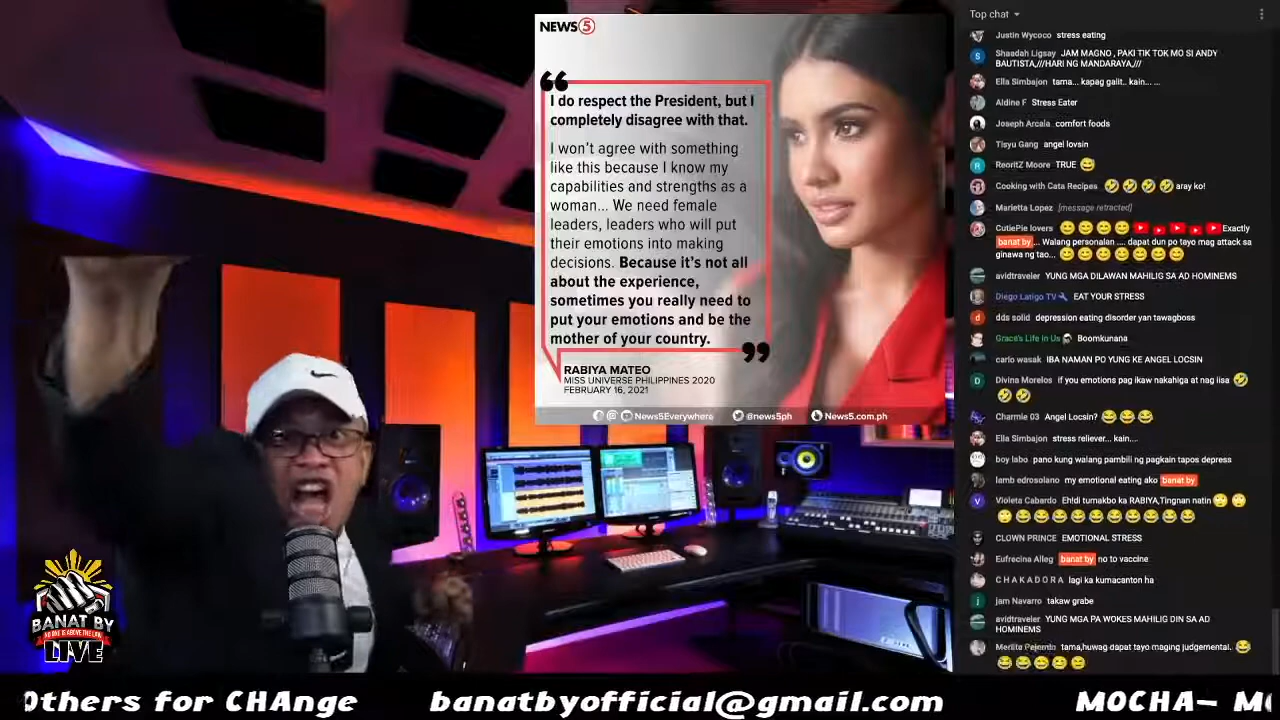 NEWS 5
I do respect the President, but I
completely disagree with that.
I won't agree with something
like this because I know my
capabilities and strengths as a
woman... We need female
leaders, leaders who will put
their emotions into making
decisions. Because it's not all
about the experience,
sometimes you really need to
put your emotions and be the
mother of your country.
RABIYA MATEO
MISS UNIVERSE PHILIPPINES 2020
FEBRUARY 16, 2021
News5Everywhere @news5ph News5.com.ph
BANAT BY
NO ONE IS ABOVE THE LAW
LIVE
Top chat
Justin Wycoco stress eating
S Shaadah Ligsay JAM MAGNO , PAKI TIK TOK MO SI ANDY
BAUTISTA,///HARI NG MANDARAYA,///
Ella Simbajon tama... kapag galit.. kain... ...
Aldine F Stress Eater
Joseph Arcala comfort foods
Tisyu Gang angel lovsin
R ReoritZ Moore TRUE 😅
Cooking with Cata Recipes 🤣 🤣 🤣 🤣 aray ko!
Marietta Lopez [message retracted]
CutiePie lovers 😊 😊 😊 😊 Exactly
banat by ... Walang personalan .... dapat dun po tayo mag attack sa
ginawa ng tao... 😊 😊 😊 😊 😊 😊 😊
avidtraveler YUNG MGA DILAWAN MAHILIG SA AD HOMINEMS
Diego Latigo TV EAT YOUR STRESS
d dds solid depression eating disorder yan tawagboss
Grace's Life in Us Boomkunana
carlo wasak IBA NAMAN PO YUNG KE ANGEL LOCSIN
D Divina Morelos if you emotions pag ikaw nakahiga at nag iisa 🤣
🤣 🤣
Charmie 03 Angel Locsin? 😂 😂 😂
Ella Simbajon stress reliever... kain....
boy labo pano kung walang pambili ng pagkain tapos depress
lamb edrosolano my emotional eating ako banat by
V Violeta Cabardo Eh!di tumakbo ka RABIYA,Tingnan natin 🙄 🙄
🙄 😂 😂 😂 😂 😂 😂 😂 😂 😂 😂 😂
CLOWN PRINCE EMOTIONAL STRESS
Eufrecina Alleg banat by no to vaccine
C H A K A D O R A lagi ka kumacanton ha
j jam Navarro takaw grabe
avidtraveler YUNG MGA PA WOKES MAHILIG DIN SA AD
HOMINEMS
Merlita Pejento tama,huwag dapat tayo maging judgemental. 😂
😂 😂 😊 😊 😊
Others for CHAnge banatbyofficial@gmail.com MOCHA-